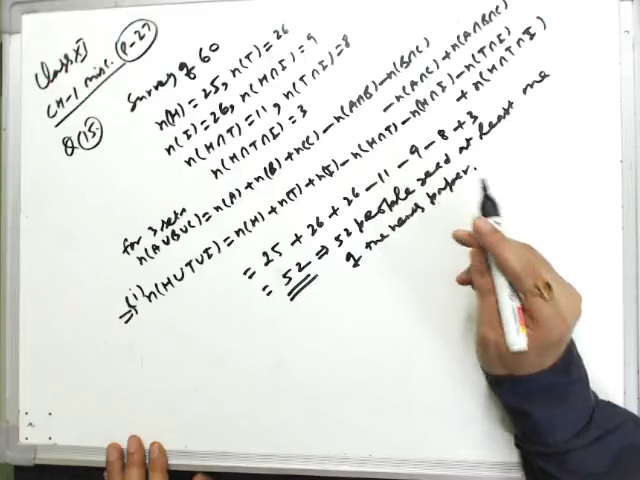 Class XI
CH-1 misc. P-27
Q 15.
Survey of 60
n(H) = 25, n(T) = 26
n(I) = 26, n(H∩I) = 9
n(H∩T) = 11, n(T∩I) = 8
n(H∩T∩I) = 3
for 3 sets
n(A∪B∪C) = n(A) + n(B) + n(C) - n(A∩B) - n(B∩C)
- n(A∩C) + n(A∩B∩C)
⇒ (i) n(H∪T∪I) = n(H) + n(T) + n(I) - n(H∩T) - n(H∩I) - n(T∩I)
+ n(H∩T∩I)
= 25 + 26 + 26 - 11 - 9 - 8 + 3
= 52 ⇒ 52 people read at least one
of the news paper.